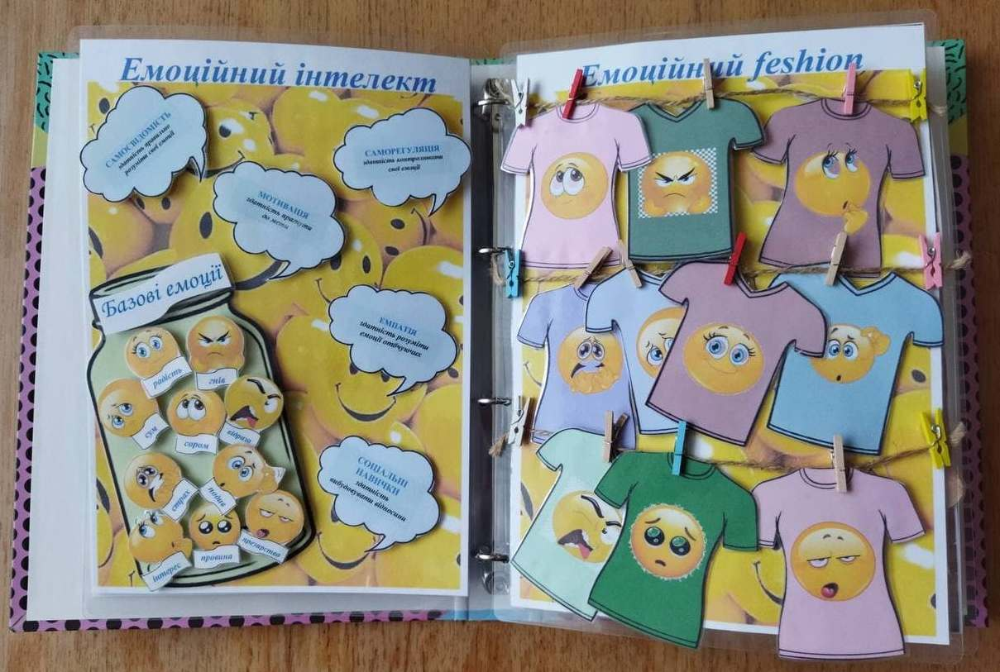 Емоційний інтелект
САМОСВІДОМІСТЬ
здатність правильно
розуміти свої емоції
САМОРЕГУЛЯЦІЯ
здатність контролювати
свої емоції
МОТИВАЦІЯ
здатність прагнути
до мети
ЕМПАТІЯ
здатність розуміти
емоції оточуючих
СОЦІАЛЬНІ
НАВИЧКИ
здатність
вибудовувати відносини
Базові емоції
радість
гнів
сум
сором
відраза
страх
подив
інтерес
провина
презирство
Емоційний feshion